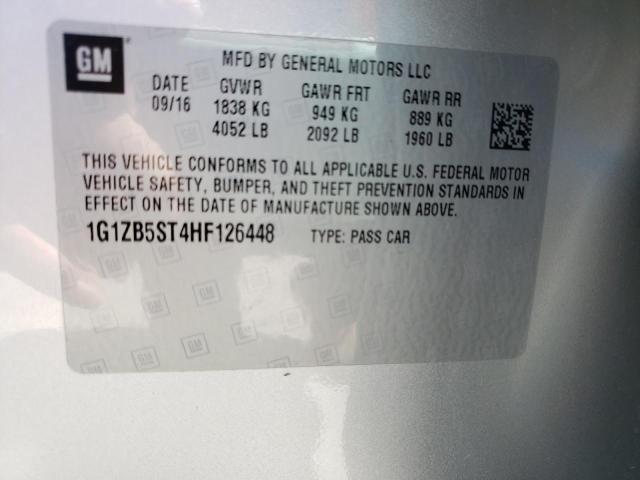 GM
MFD BY GENERAL MOTORS LLC
DATE GVWR GAWR FRT GAWR RR
09/16 1838 KG 949 KG 889 KG
4052 LB 2092 LB 1960 LB
THIS VEHICLE CONFORMS TO ALL APPLICABLE U.S. FEDERAL MOTOR
VEHICLE SAFETY, BUMPER, AND THEFT PREVENTION STANDARDS IN
EFFECT ON THE DATE OF MANUFACTURE SHOWN ABOVE.
1G1ZB5ST4HF126448 TYPE: PASS CAR